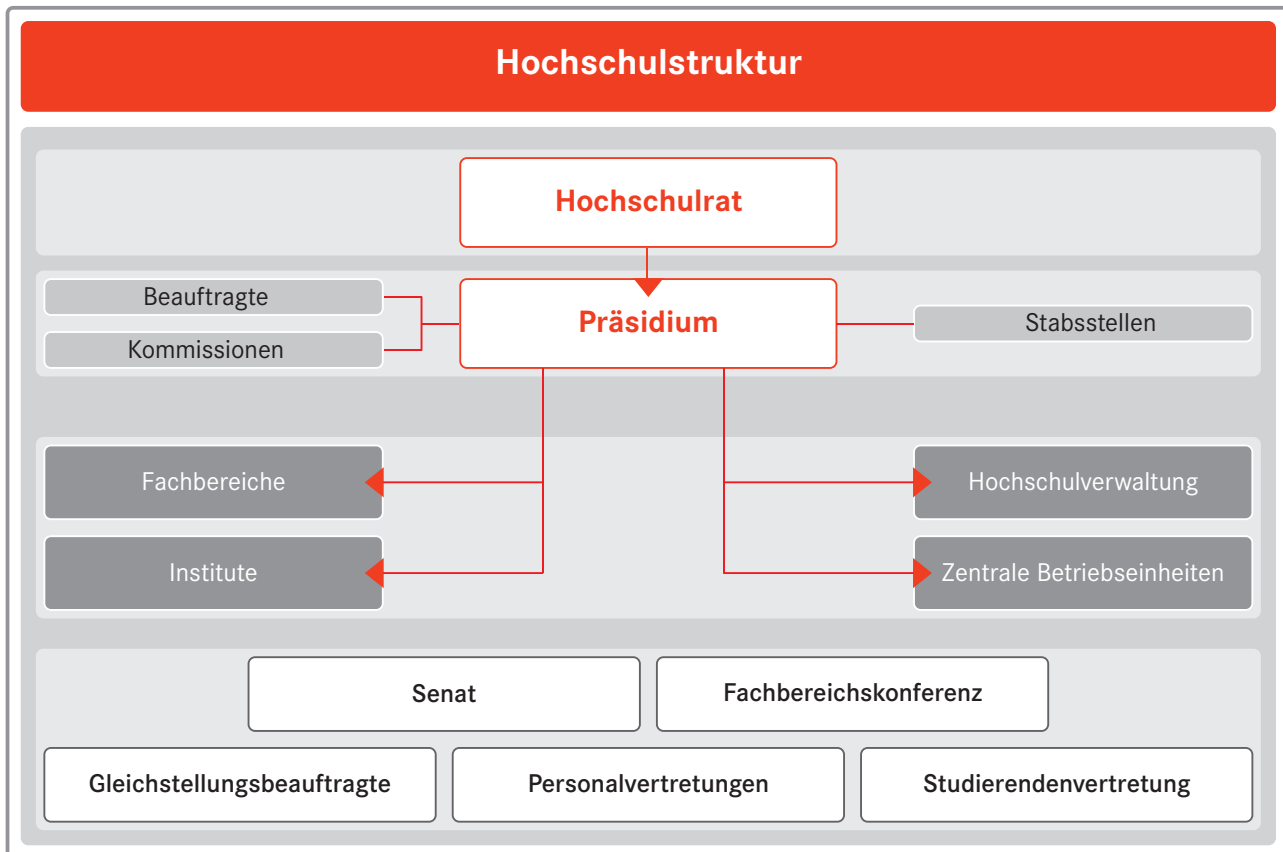 Hochschulstruktur
Hochschulrat
Beauftragte
Kommissionen
Präsidium
Stabsstellen
Fachbereiche
Hochschulverwaltung
Institute
Zentrale Betriebseinheiten
Senat
Fachbereichskonferenz
Gleichstellungsbeauftragte
Personalvertretungen
Studierendenvertretung